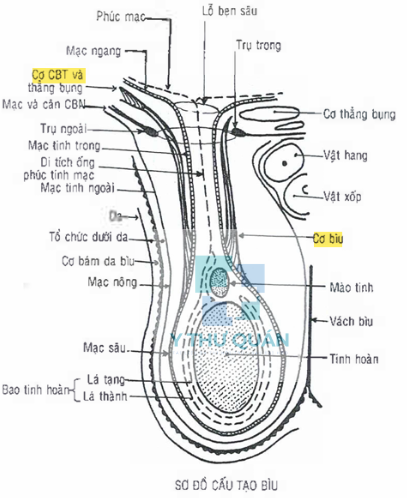 Phúc mạc
Lỗ bẹn sâu
Mạc ngang
Trụ trong
Cơ CBT và
thẳng bụng
Mạc và cân CBN
Cơ thẳng bụng
Trụ ngoài
Mạc tinh trong
Di tích ống
phúc tinh mạc
Mạc tinh ngoài
Vật hang
Vật xốp
Da
Tổ chức dưới da
Cơ bìu
Cơ bám da bìu
Mạc nông
Mào tinh
Vách bìu
Y THƯ QUÁN
Mạc sâu
Tinh hoàn
Bao tinh hoàn
Lá tạng
Lá thành
SƠ ĐỒ CẤU TẠO BÌU